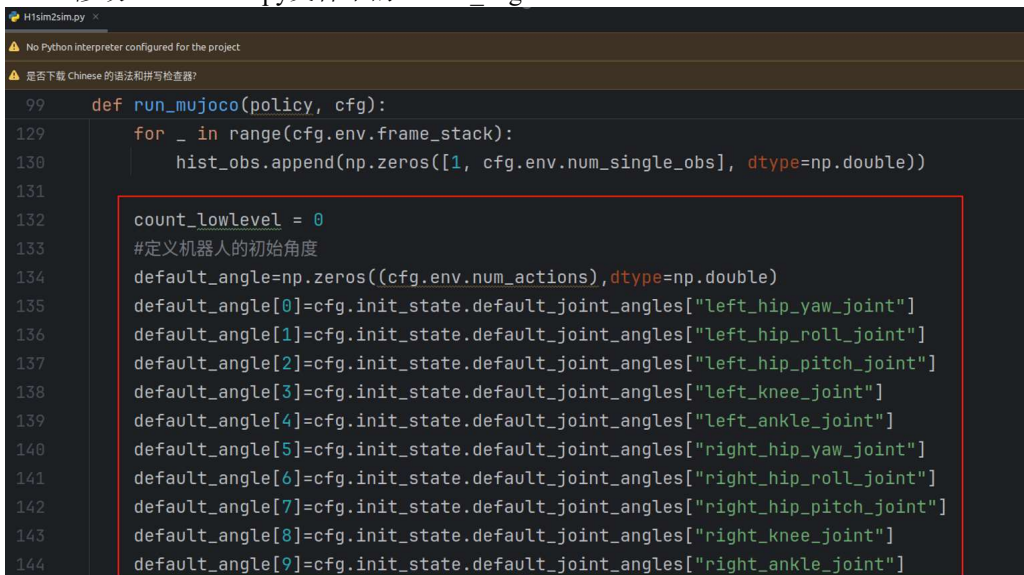 H1sim2sim.py ×
No Python interpreter configured for the project
是否下载 Chinese 的语法和拼写检查器?
99 def run_mujoco(policy, cfg):
129 for _ in range(cfg.env.frame_stack):
130 hist_obs.append(np.zeros([1, cfg.env.num_single_obs], dtype=np.double))
131
132 count_lowlevel = 0
133 #定义机器人的初始角度
134 default_angle=np.zeros((cfg.env.num_actions),dtype=np.double)
135 default_angle[0]=cfg.init_state.default_joint_angles["left_hip_yaw_joint"]
136 default_angle[1]=cfg.init_state.default_joint_angles["left_hip_roll_joint"]
137 default_angle[2]=cfg.init_state.default_joint_angles["left_hip_pitch_joint"]
138 default_angle[3]=cfg.init_state.default_joint_angles["left_knee_joint"]
139 default_angle[4]=cfg.init_state.default_joint_angles["left_ankle_joint"]
140 default_angle[5]=cfg.init_state.default_joint_angles["right_hip_yaw_joint"]
141 default_angle[6]=cfg.init_state.default_joint_angles["right_hip_roll_joint"]
142 default_angle[7]=cfg.init_state.default_joint_angles["right_hip_pitch_joint"]
143 default_angle[8]=cfg.init_state.default_joint_angles["right_knee_joint"]
144 default_angle[9]=cfg.init_state.default_joint_angles["right_ankle_joint"]